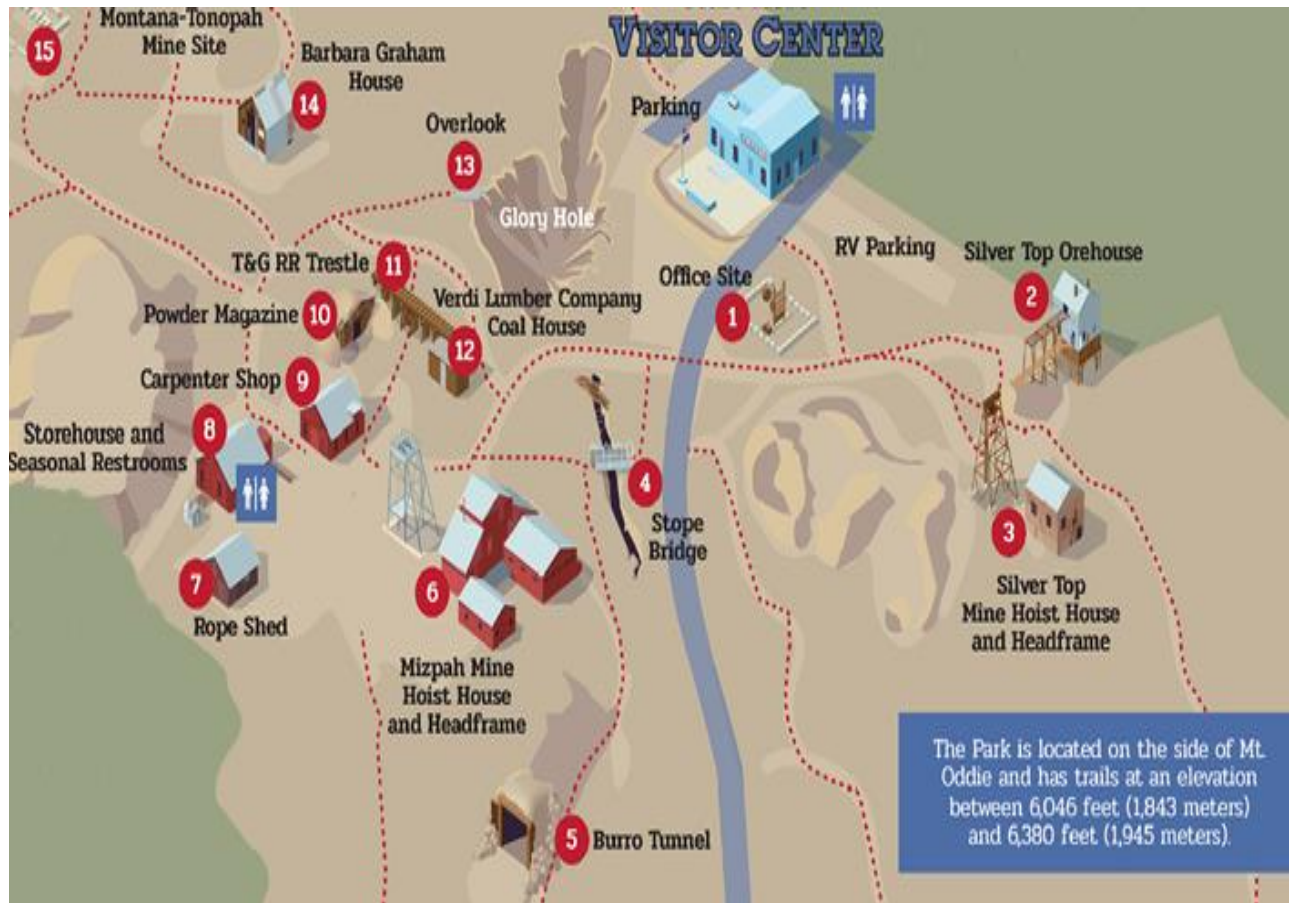 15
Montana-Tonopah
Mine Site
Barbara Graham
House
14
Overlook
13
Glory Hole
VISITOR CENTER
Parking
RV Parking
Silver Top Orehouse
2
Office Site
1
T&G RR Trestle
11
Powder Magazine
10
Verdi Lumber Company
Coal House
12
Carpenter Shop
9
8
Storehouse and
Seasonal Restrooms
7
Rope Shed
6
Mizpah Mine
Hoist House
and Headframe
4
Stope
Bridge
3
Silver Top
Mine Hoist House
and Headframe
5
Burro Tunnel
The Park is located on the side of Mt.
Oddie and has trails at an elevation
between 6,046 feet (1,843 meters)
and 6,380 feet (1,945 meters).